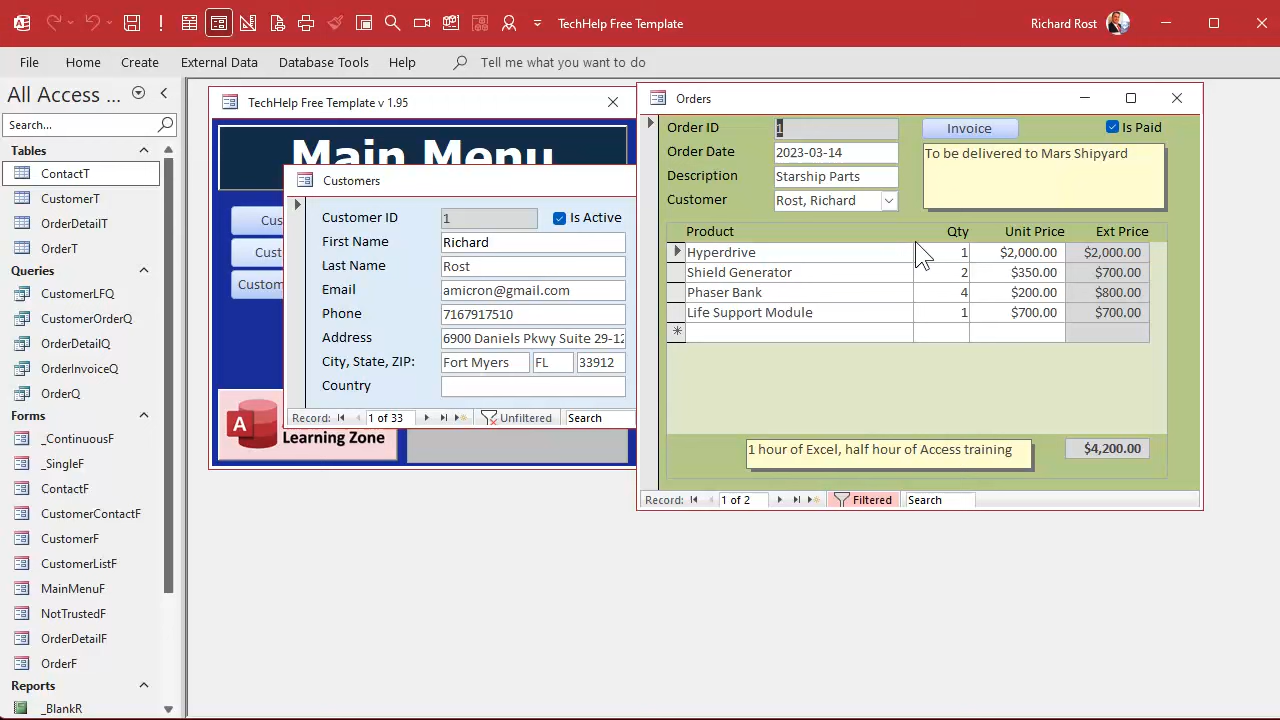 TechHelp Free Template
Richard Rost
File Home Create External Data Database Tools Help Tell me what you want to do
All Access ...
Search...
Tables
ContactT
CustomerT
OrderDetailT
OrderT
Queries
CustomerLFQ
CustomerOrderQ
OrderDetailQ
OrderInvoiceQ
OrderQ
Forms
_ContinuousF
_SingleF
ContactF
CustomerContactF
CustomerF
CustomerListF
MainMenuF
NotTrustedF
OrderDetailF
OrderF
Reports
_BlankR
TechHelp Free Template v 1.95
Main Menu
Cus
Cust
Custom
A
Learning Zone
Customers
Customer ID 1 Is Active
First Name Richard
Last Name Rost
Email amicron@gmail.com
Phone 7167917510
Address 6900 Daniels Pkwy Suite 29-12
City, State, ZIP: Fort Myers FL 33912
Country
Record: 1 of 33 Unfiltered Search
Orders
Order ID 1 Invoice Is Paid
Order Date 2023-03-14 To be delivered to Mars Shipyard
Description Starship Parts
Customer Rost, Richard
Product Qty Unit Price Ext Price
Hyperdrive 1 $2,000.00 $2,000.00
Shield Generator 2 $350.00 $700.00
Phaser Bank 4 $200.00 $800.00
Life Support Module 1 $700.00 $700.00
1 hour of Excel, half hour of Access training $4,200.00
Record: 1 of 2 Filtered Search